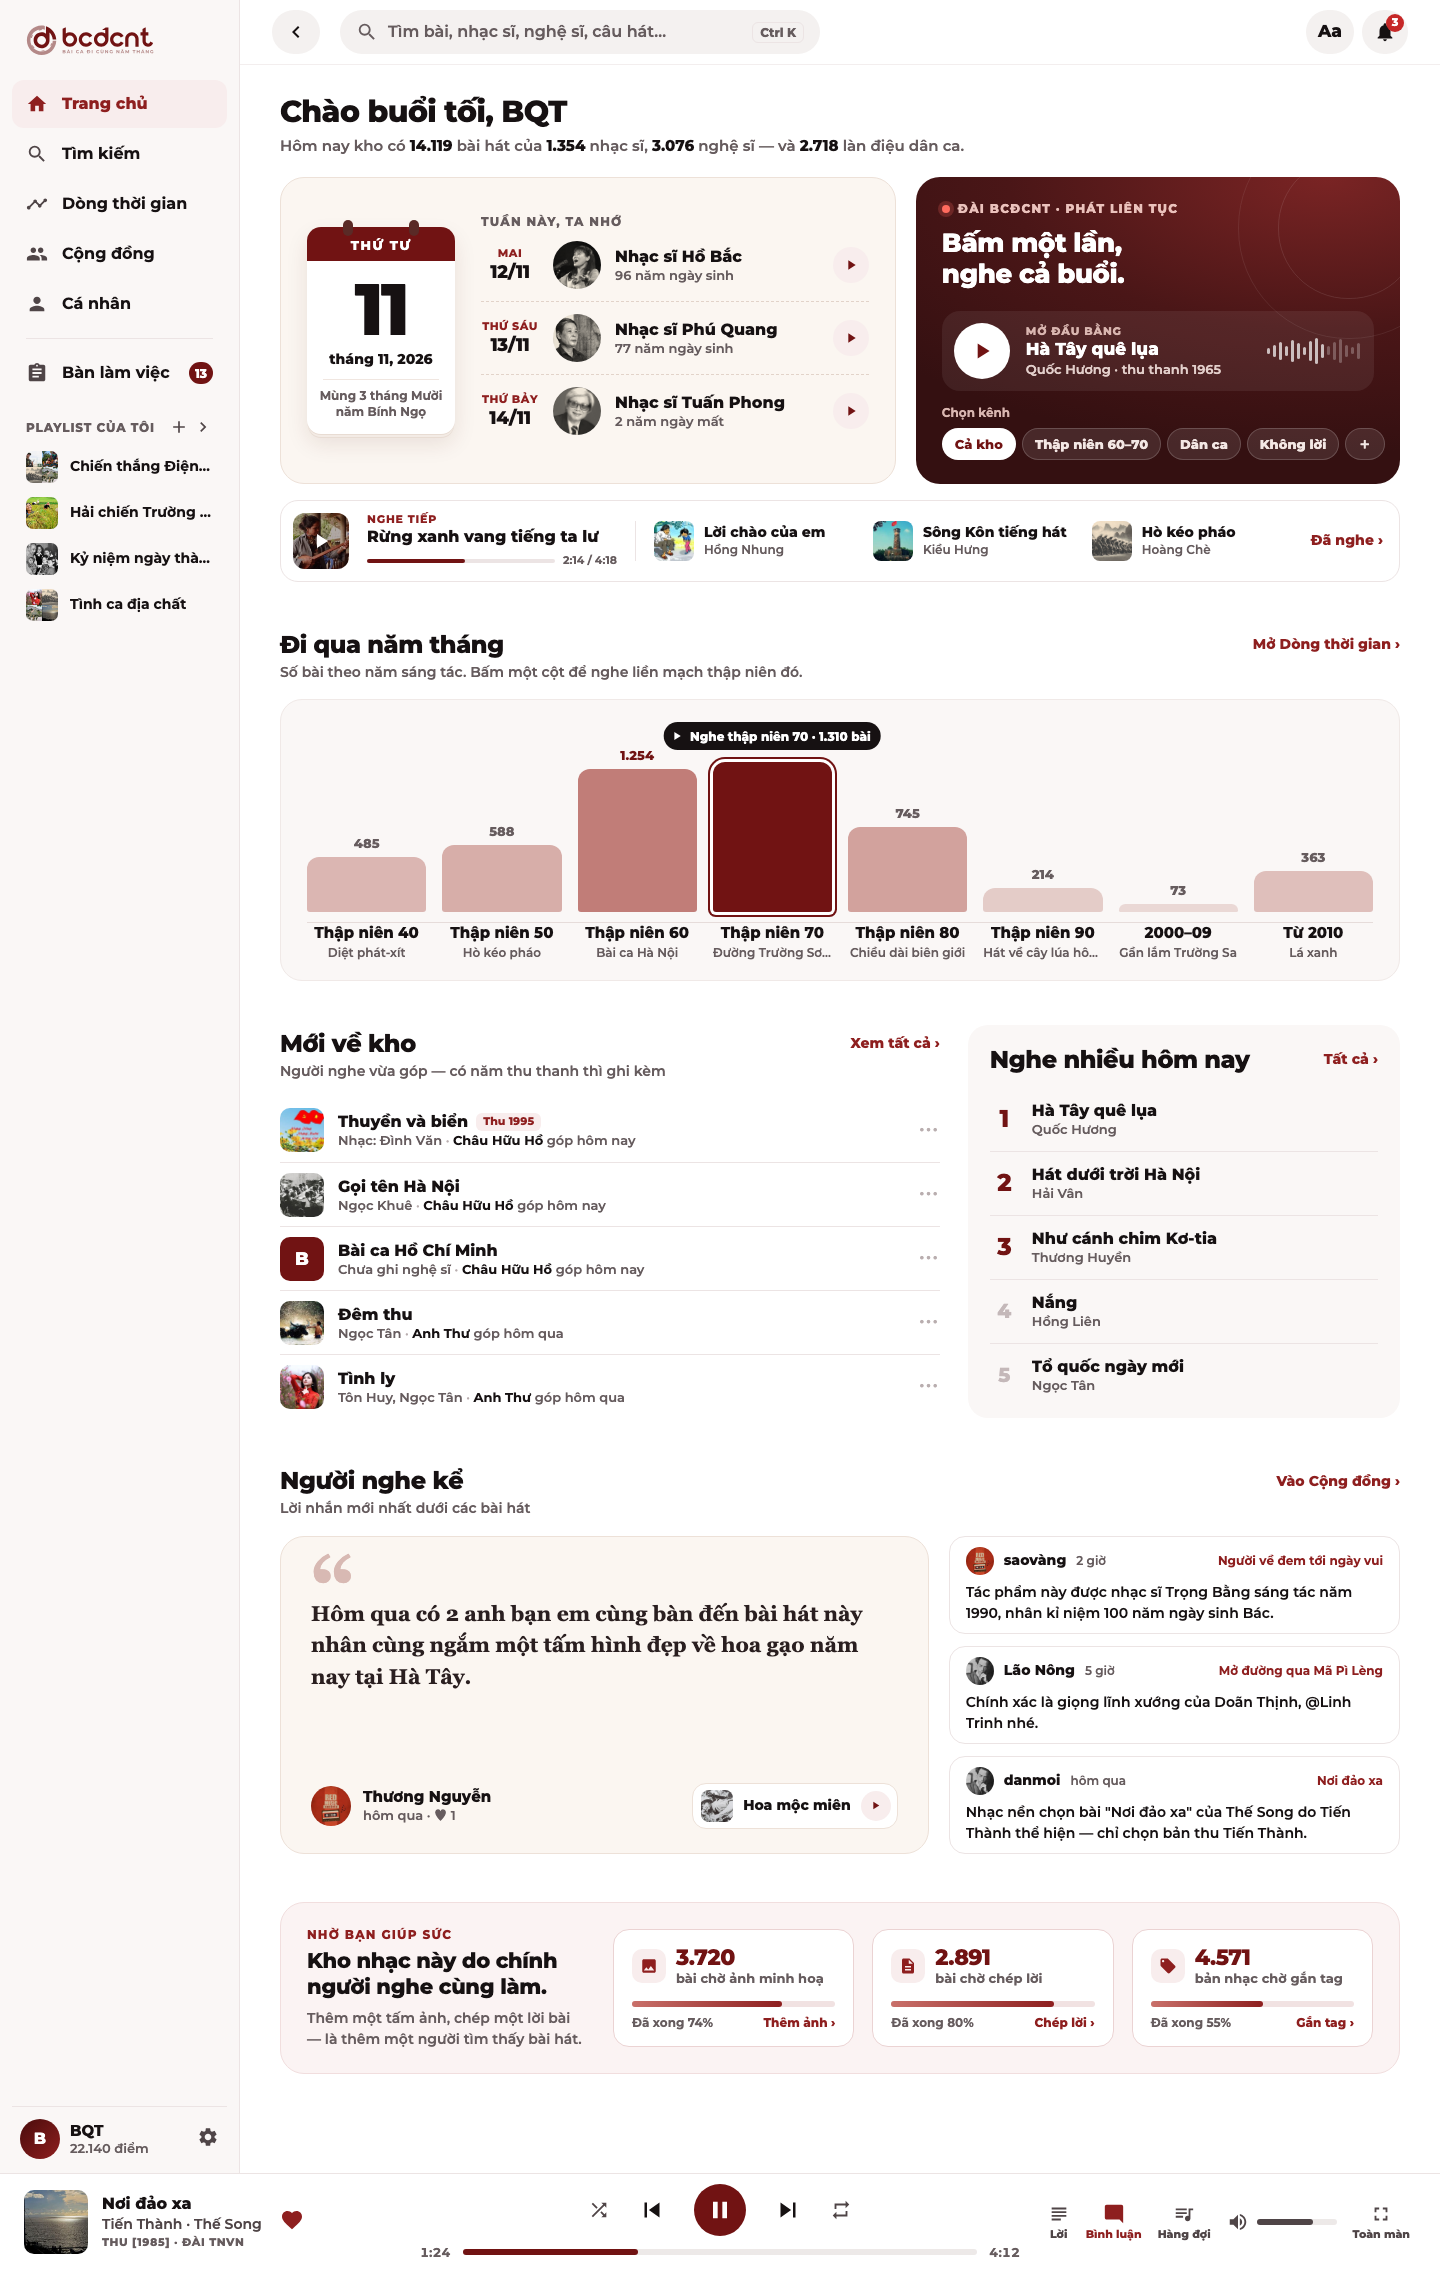 bcdcnt
BÀI CA ĐI CÙNG NĂM THÁNG
Trang chủ
Tìm kiếm
Dòng thời gian
Cộng đồng
Cá nhân
Bàn làm việc 13
PLAYLIST CỦA TÔI
Chiến thắng Điện...
Hải chiến Trường ...
Kỷ niệm ngày thà...
Tình ca địa chất
BQT
22.140 điểm
Tìm bài, nhạc sĩ, nghệ sĩ, câu hát...
Ctrl K
Aa
3
Chào buổi tối, BQT
Hôm nay kho có 14.119 bài hát của 1.354 nhạc sĩ, 3.076 nghệ sĩ — và 2.718 làn điệu dân ca.
THỨ TƯ
11
tháng 11, 2026
Mùng 3 tháng Mười
năm Bính Ngọ
TUẦN NÀY, TA NHỚ
MAI
12/11
Nhạc sĩ Hồ Bắc
96 năm ngày sinh
THỨ SÁU
13/11
Nhạc sĩ Phú Quang
77 năm ngày sinh
THỨ BẢY
14/11
Nhạc sĩ Tuấn Phong
2 năm ngày mất
ĐÀI BCĐCNT · PHÁT LIÊN TỤC
Bấm một lần,
nghe cả buổi.
MỞ ĐẦU BẰNG
Hà Tây quê lụa
Quốc Hương · thu thanh 1965
Chọn kênh
Cả kho
Thập niên 60–70
Dân ca
Không lời
+
NGHE TIẾP
Rừng xanh vang tiếng ta lư
2:14 / 4:18
Lời chào của em
Hồng Nhung
Sông Kôn tiếng hát
Kiều Hưng
Hò kéo pháo
Hoàng Chè
Đã nghe ›
Đi qua năm tháng
Mở Dòng thời gian ›
Số bài theo năm sáng tác. Bấm một cột để nghe liền mạch thập niên đó.
Nghe thập niên 70 · 1.310 bài
485
588
1.254
745
214
73
363
Thập niên 40
Diệt phát-xít
Thập niên 50
Hò kéo pháo
Thập niên 60
Bài ca Hà Nội
Thập niên 70
Đường Trường Sơ...
Thập niên 80
Chiều dài biên giới
Thập niên 90
Hát về cây lúa hô...
2000–09
Gần lắm Trường Sa
Từ 2010
Lá xanh
Mới về kho
Xem tất cả ›
Người nghe vừa góp — có năm thu thanh thì ghi kèm
Thuyền và biển Thu 1995
Nhạc: Đình Văn · Châu Hữu Hồ góp hôm nay
Gọi tên Hà Nội
Ngọc Khuê · Châu Hữu Hồ góp hôm nay
B
Bài ca Hồ Chí Minh
Chưa ghi nghệ sĩ · Châu Hữu Hồ góp hôm nay
Đêm thu
Ngọc Tân · Anh Thư góp hôm qua
Tình ly
Tôn Huy, Ngọc Tân · Anh Thư góp hôm qua
Nghe nhiều hôm nay
Tất cả ›
1
Hà Tây quê lụa
Quốc Hương
2
Hát dưới trời Hà Nội
Hải Vân
3
Như cánh chim Kơ-tia
Thương Huyền
4
Nắng
Hồng Liên
5
Tổ quốc ngày mới
Ngọc Tân
Người nghe kể
Vào Cộng đồng ›
Lời nhắn mới nhất dưới các bài hát
“
Hôm qua có 2 anh bạn em cùng bàn đến bài hát này
nhân cùng ngắm một tấm hình đẹp về hoa gạo năm
nay tại Hà Tây.
Thương Nguyễn
hôm qua · ♥ 1
Hoa mộc miên
saovàng 2 giờ
Người về đem tới ngày vui
Tác phẩm này được nhạc sĩ Trọng Bằng sáng tác năm
1990, nhân kỉ niệm 100 năm ngày sinh Bác.
Lão Nông 5 giờ
Mở đường qua Mã Pì Lèng
Chính xác là giọng lĩnh xướng của Doãn Thịnh, @Linh
Trinh nhé.
danmoi hôm qua
Nơi đảo xa
Nhạc nền chọn bài "Nơi đảo xa" của Thế Song do Tiến
Thành thể hiện — chỉ chọn bản thu Tiến Thành.
NHỜ BẠN GIÚP SỨC
Kho nhạc này do chính
người nghe cùng làm.
Thêm một tấm ảnh, chép một lời bài
— là thêm một người tìm thấy bài hát.
3.720
bài chờ ảnh minh hoạ
Đã xong 74%
Thêm ảnh ›
2.891
bài chờ chép lời
Đã xong 80%
Chép lời ›
4.571
bản nhạc chờ gắn tag
Đã xong 55%
Gắn tag ›
B
Nơi đảo xa
Tiến Thành · Thế Song
THU [1985] · ĐÀI TNVN
1:24
4:12
Lời
Bình luận
Hàng đợi
Toàn màn